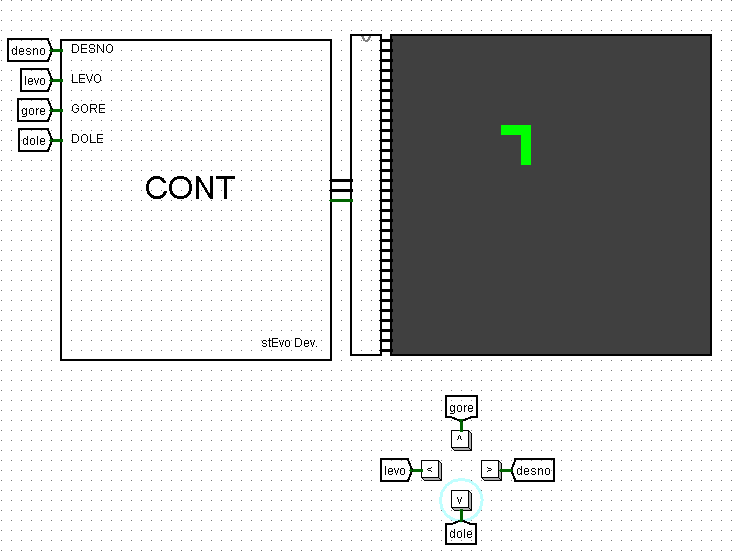 desno
DESNO
levo
LEVO
gore
GORE
dole
DOLE
CONT
stEvo Dev.
gore
^
levo
<
>
desno
v
dole